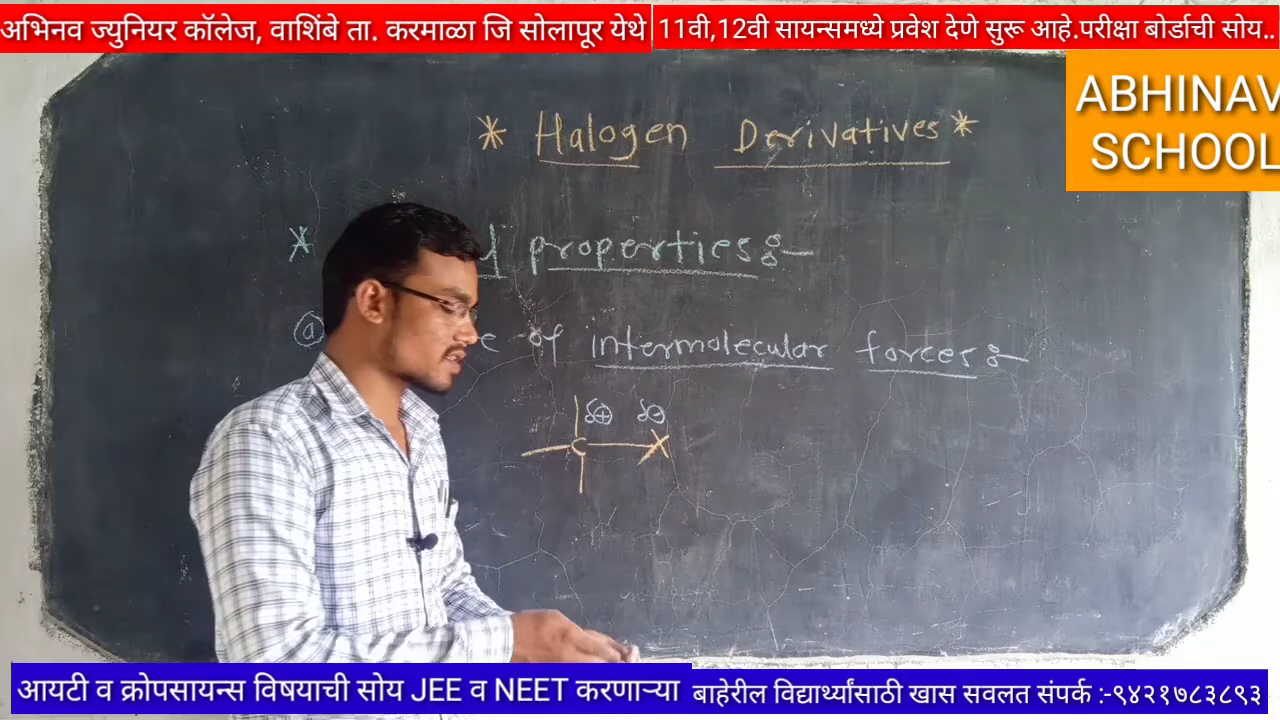 अभिनव ज्युनियर कॉलेज, वाशिंबे ता. करमाळा जि सोलापूर येथे
11वी,12वी सायन्समध्ये प्रवेश देणे सुरू आहे.परीक्षा बोर्डाची सोय..
ABHINAV
SCHOOL
* Halogen Derivatives *
* properties:-
(a) of intermolecular forces:-
δ⊕ δ⊖
C X
आयटी व क्रोपसायन्स विषयाची सोय JEE व NEET करणाऱ्या
बाहेरील विद्यार्थ्यांसाठी खास सवलत संपर्क :-९४२१७८३८९३